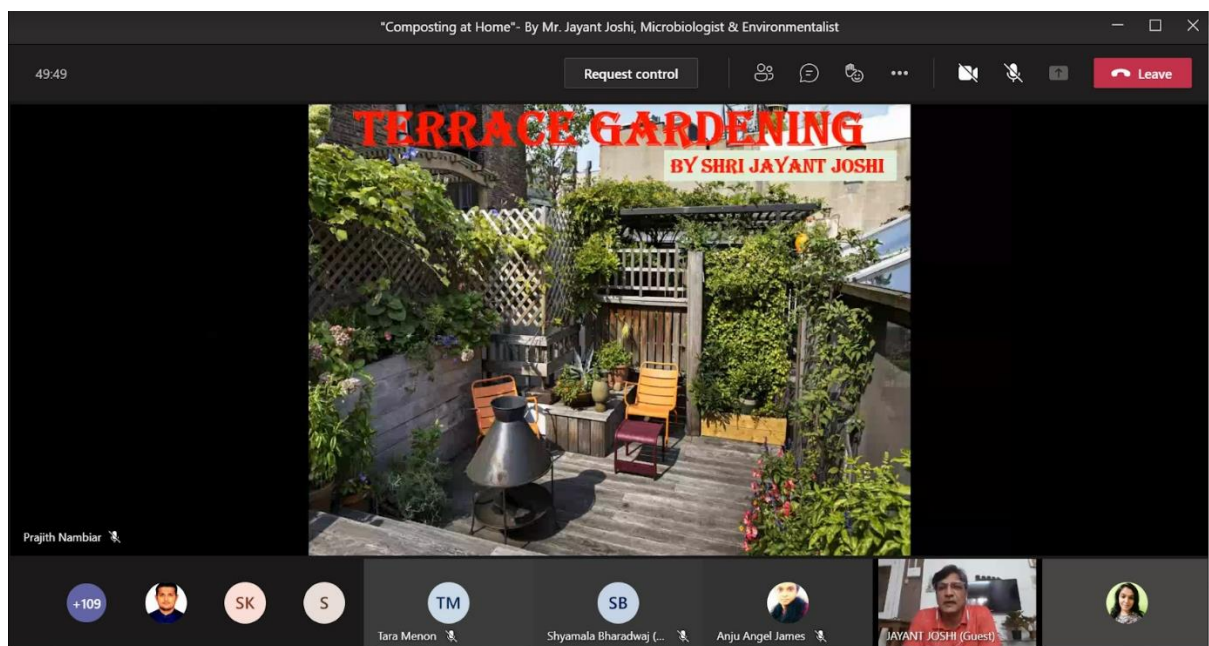 "Composting at Home"- By Mr. Jayant Joshi, Microbiologist & Environmentalist
49:49
Request control
Leave
TERRACE GARDENING
BY SHRI JAYANT JOSHI
Prajith Nambiar
+109
SK
S
TM
SB
Tara Menon
Shyamala Bharadwaj (...
Anju Angel James
JAYANT JOSHI (Guest)